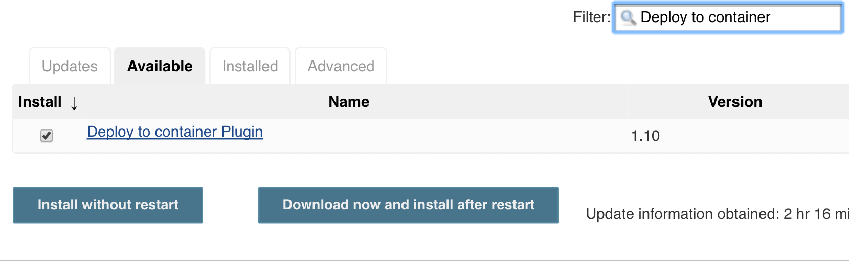 Filter: Deploy to container
Updates Available Installed Advanced
Install ↓ Name Version
Deploy to container Plugin 1.10
Install without restart Download now and install after restart Update information obtained: 2 hr 16 mi